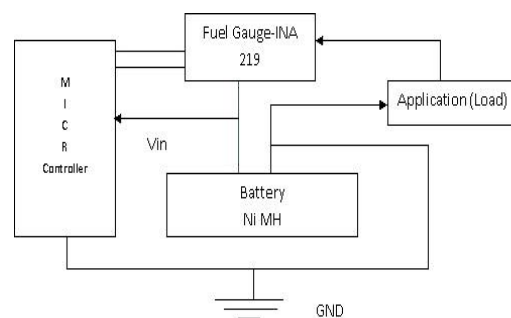 Fuel Gauge-INA
219
M
I
C
R
Controller
Application (Load)
Vin
Battery
Ni MH
GND